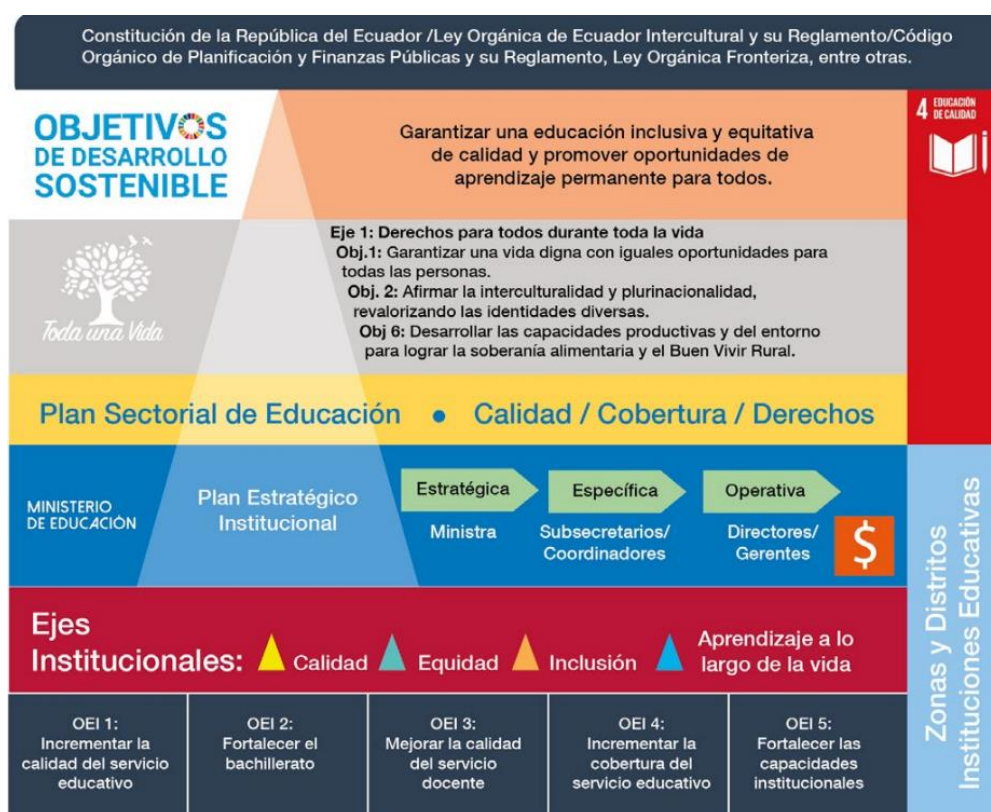 Constitución de la República del Ecuador /Ley Orgánica de Ecuador Intercultural y su Reglamento/Código
Orgánico de Planificación y Finanzas Públicas y su Reglamento, Ley Orgánica Fronteriza, entre otras.
OBJETIVOS
DE DESARROLLO
SOSTENIBLE
Garantizar una educación inclusiva y equitativa
de calidad y promover oportunidades de
aprendizaje permanente para todos.
4 EDUCACIÓN
DE CALIDAD
Toda una Vida
Eje 1: Derechos para todos durante toda la vida
Obj.1: Garantizar una vida digna con iguales oportunidades para
todas las personas.
Obj. 2: Afirmar la interculturalidad y plurinacionalidad,
revalorizando las identidades diversas.
Obj 6: Desarrollar las capacidades productivas y del entorno
para lograr la soberanía alimentaria y el Buen Vivir Rural.
Plan Sectorial de Educación • Calidad / Cobertura / Derechos
MINISTERIO
DE EDUCACIÓN
Plan Estratégico
Institucional
Estratégica
Ministra
Específica
Subsecretarios/
Coordinadores
Operativa
Directores/
Gerentes
$
Zonas y Distritos
Instituciones Educativas
Ejes
Institucionales:
Calidad
Equidad
Inclusión
Aprendizaje a lo
largo de la vida
OEI 1:
Incrementar la
calidad del servicio
educativo
OEI 2:
Fortalecer el
bachillerato
OEI 3:
Mejorar la calidad
del servicio
docente
OEI 4:
Incrementar la
cobertura del
servicio educativo
OEI 5:
Fortalecer las
capacidades
institucionales